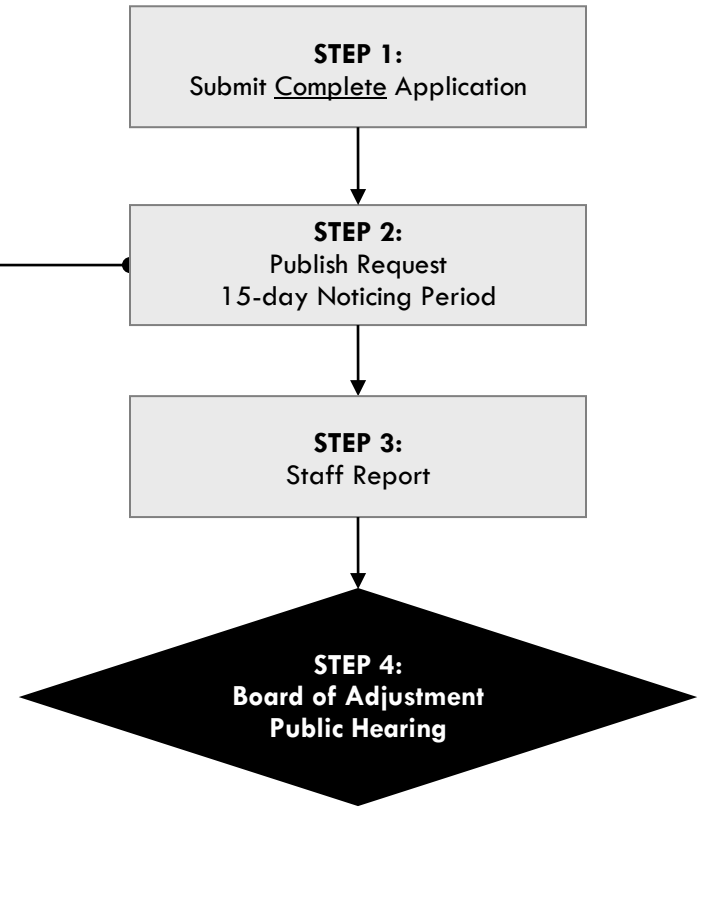 STEP 1:
Submit Complete Application
STEP 2:
Publish Request
15-day Noticing Period
STEP 3:
Staff Report
STEP 4:
Board of Adjustment
Public Hearing